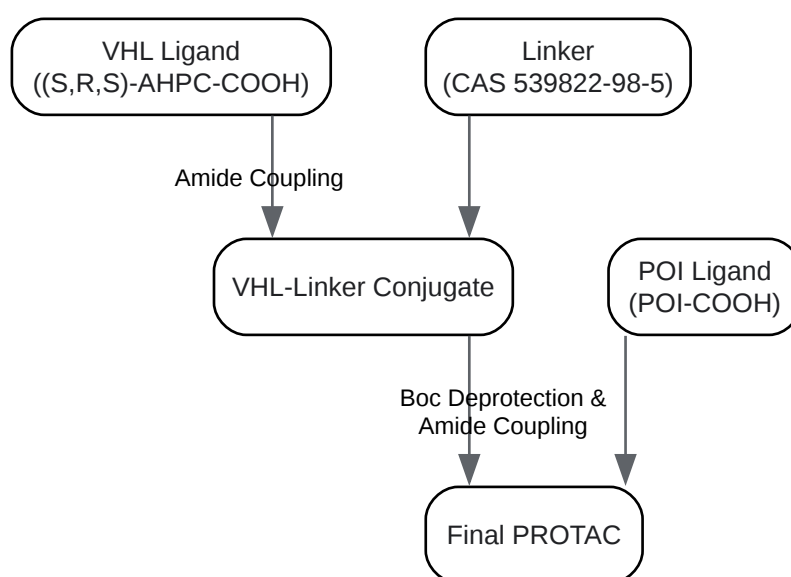 VHL Ligand
((S,R,S)-AHPC-COOH)
Linker
(CAS 539822-98-5)
Amide Coupling
VHL-Linker Conjugate
POI Ligand
(POI-COOH)
Boc Deprotection &
Amide Coupling
Final PROTAC